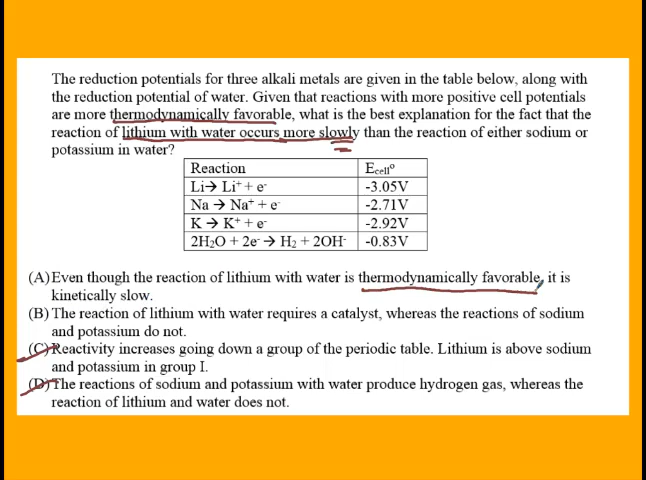 The reduction potentials for three alkali metals are given in the table below, along with
the reduction potential of water. Given that reactions with more positive cell potentials
are more thermodynamically favorable, what is the best explanation for the fact that the
reaction of lithium with water occurs more slowly than the reaction of either sodium or
potassium in water?
Reaction Ecell°
Li→ Li⁺ + e⁻ -3.05V
Na → Na⁺ + e⁻ -2.71V
K → K⁺ + e⁻ -2.92V
2H₂O + 2e⁻ → H₂ + 2OH⁻ -0.83V
(A) Even though the reaction of lithium with water is thermodynamically favorable, it is
kinetically slow.
(B) The reaction of lithium with water requires a catalyst, whereas the reactions of sodium
and potassium do not.
(C) Reactivity increases going down a group of the periodic table. Lithium is above sodium
and potassium in group I.
(D) The reactions of sodium and potassium with water produce hydrogen gas, whereas the
reaction of lithium and water does not.